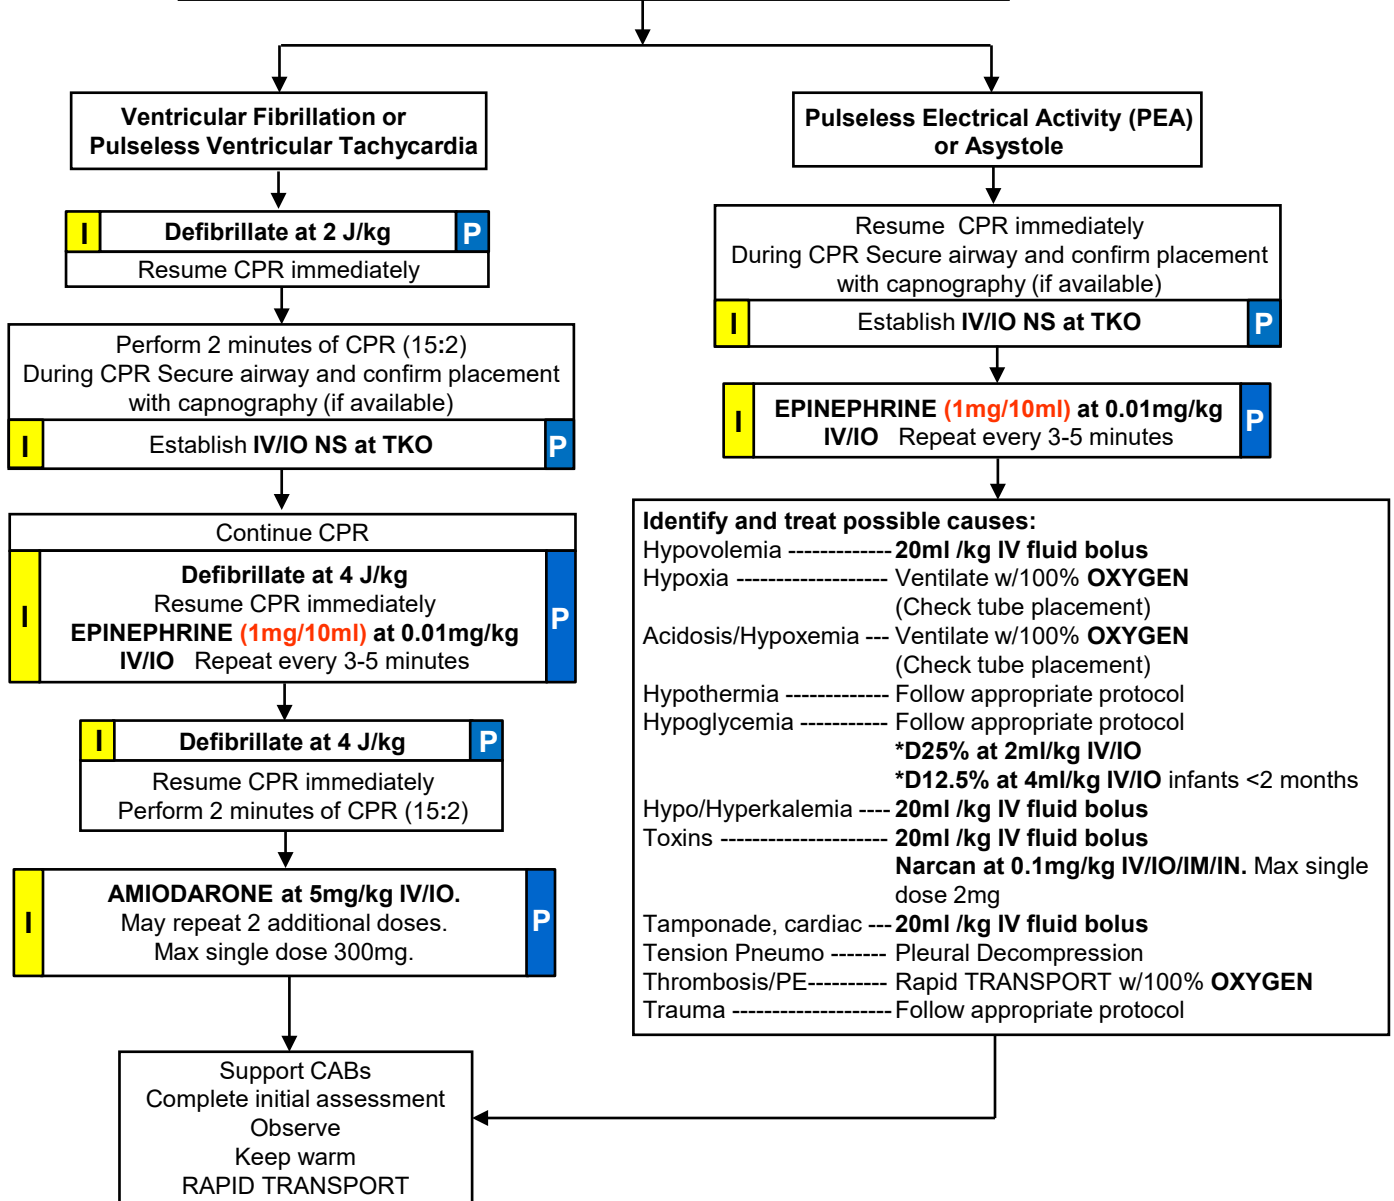 Ventricular Fibrillation or
Pulseless Ventricular Tachycardia
I Defibrillate at 2 J/kg P
Resume CPR immediately
Perform 2 minutes of CPR (15:2)
During CPR Secure airway and confirm placement
with capnography (if available)
I Establish IV/IO NS at TKO P
Continue CPR
Defibrillate at 4 J/kg
Resume CPR immediately
I P
EPINEPHRINE (1mg/10ml) at 0.01mg/kg
IV/IO Repeat every 3-5 minutes
I Defibrillate at 4 J/kg P
Resume CPR immediately
Perform 2 minutes of CPR (15:2)
AMIODARONE at 5mg/kg IV/IO.
I May repeat 2 additional doses. P
Max single dose 300mg.
Support CABs
Complete initial assessment
Observe
Keep warm
RAPID TRANSPORT
Pulseless Electrical Activity (PEA)
or Asystole
Resume CPR immediately
During CPR Secure airway and confirm placement
with capnography (if available)
I Establish IV/IO NS at TKO P
I EPINEPHRINE (1mg/10ml) at 0.01mg/kg P
IV/IO Repeat every 3-5 minutes
Identify and treat possible causes:
Hypovolemia ------------- 20ml /kg IV fluid bolus
Hypoxia ------------------- Ventilate w/100% OXYGEN
(Check tube placement)
Acidosis/Hypoxemia --- Ventilate w/100% OXYGEN
(Check tube placement)
Hypothermia ------------- Follow appropriate protocol
Hypoglycemia ----------- Follow appropriate protocol
*D25% at 2ml/kg IV/IO
*D12.5% at 4ml/kg IV/IO infants <2 months
Hypo/Hyperkalemia ---- 20ml /kg IV fluid bolus
Toxins --------------------- 20ml /kg IV fluid bolus
Narcan at 0.1mg/kg IV/IO/IM/IN. Max single
dose 2mg
Tamponade, cardiac --- 20ml /kg IV fluid bolus
Tension Pneumo ------- Pleural Decompression
Thrombosis/PE---------- Rapid TRANSPORT w/100% OXYGEN
Trauma -------------------- Follow appropriate protocol